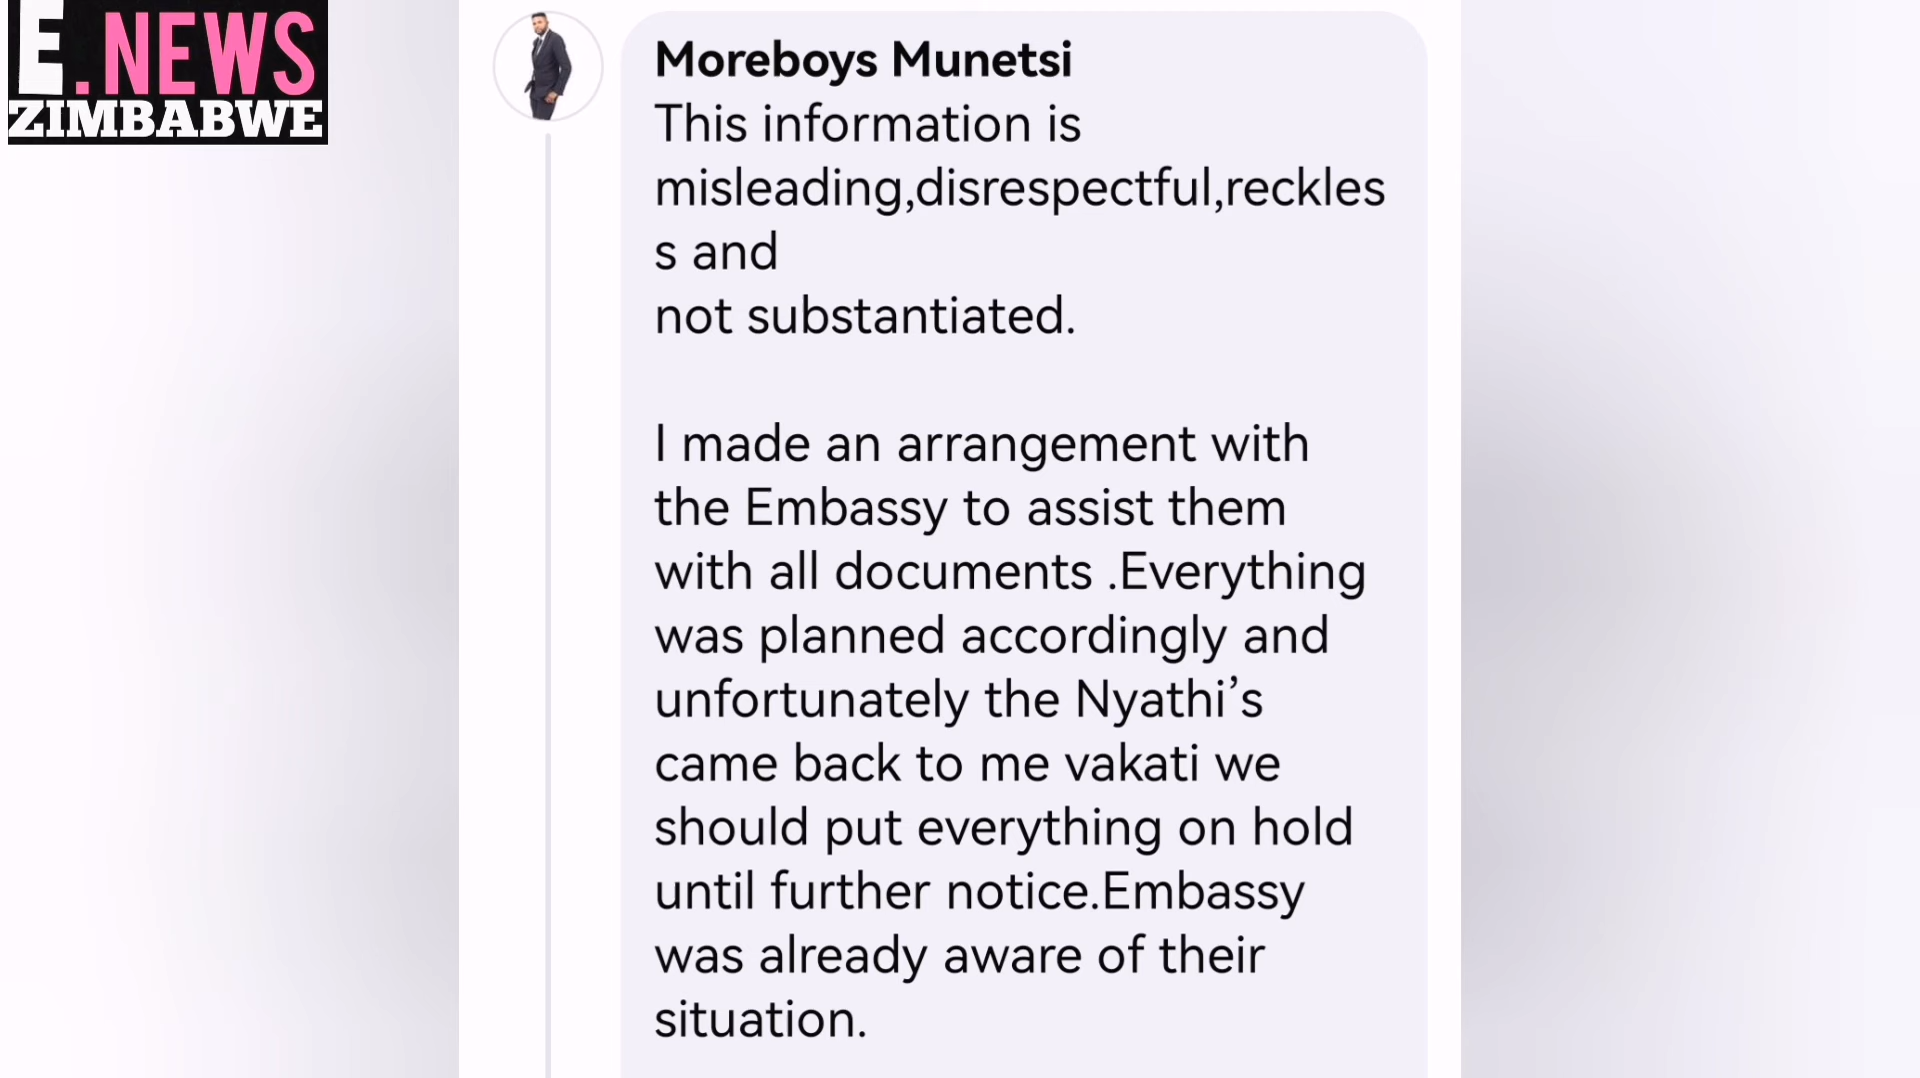 E.NEWS
ZIMBABWE
Moreboys Munetsi
This information is
misleading,disrespectful,reckles
s and
not substantiated.
I made an arrangement with
the Embassy to assist them
with all documents .Everything
was planned accordingly and
unfortunately the Nyathi’s
came back to me vakati we
should put everything on hold
until further notice.Embassy
was already aware of their
situation.